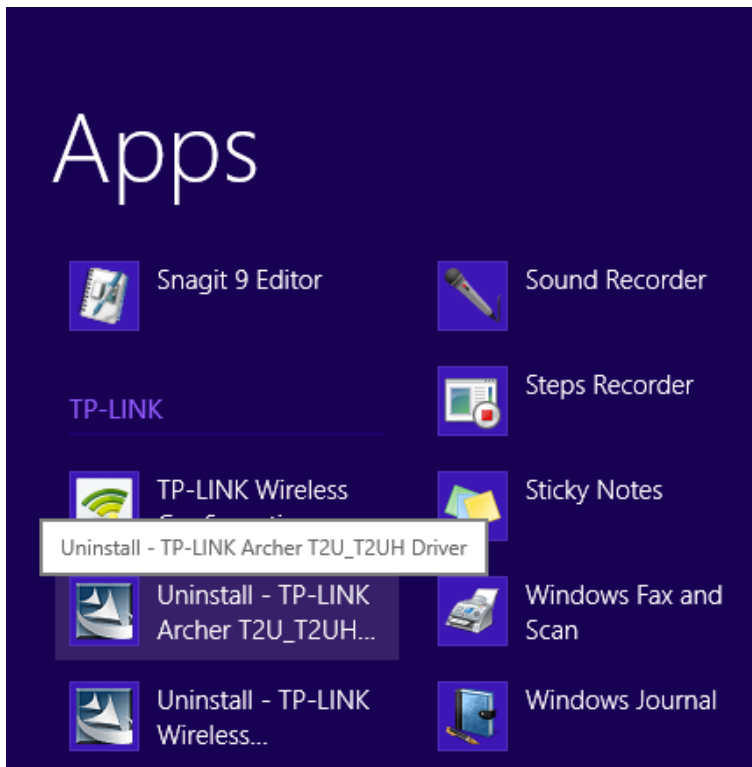 Apps
Snagit 9 Editor
TP-LINK
TP-LINK Wireless
Uninstall - TP-LINK Archer T2U_T2UH Driver
Uninstall - TP-LINK
Archer T2U_T2UH...
Uninstall - TP-LINK
Wireless...
Sound Recorder
Steps Recorder
Sticky Notes
Windows Fax and
Scan
Windows Journal